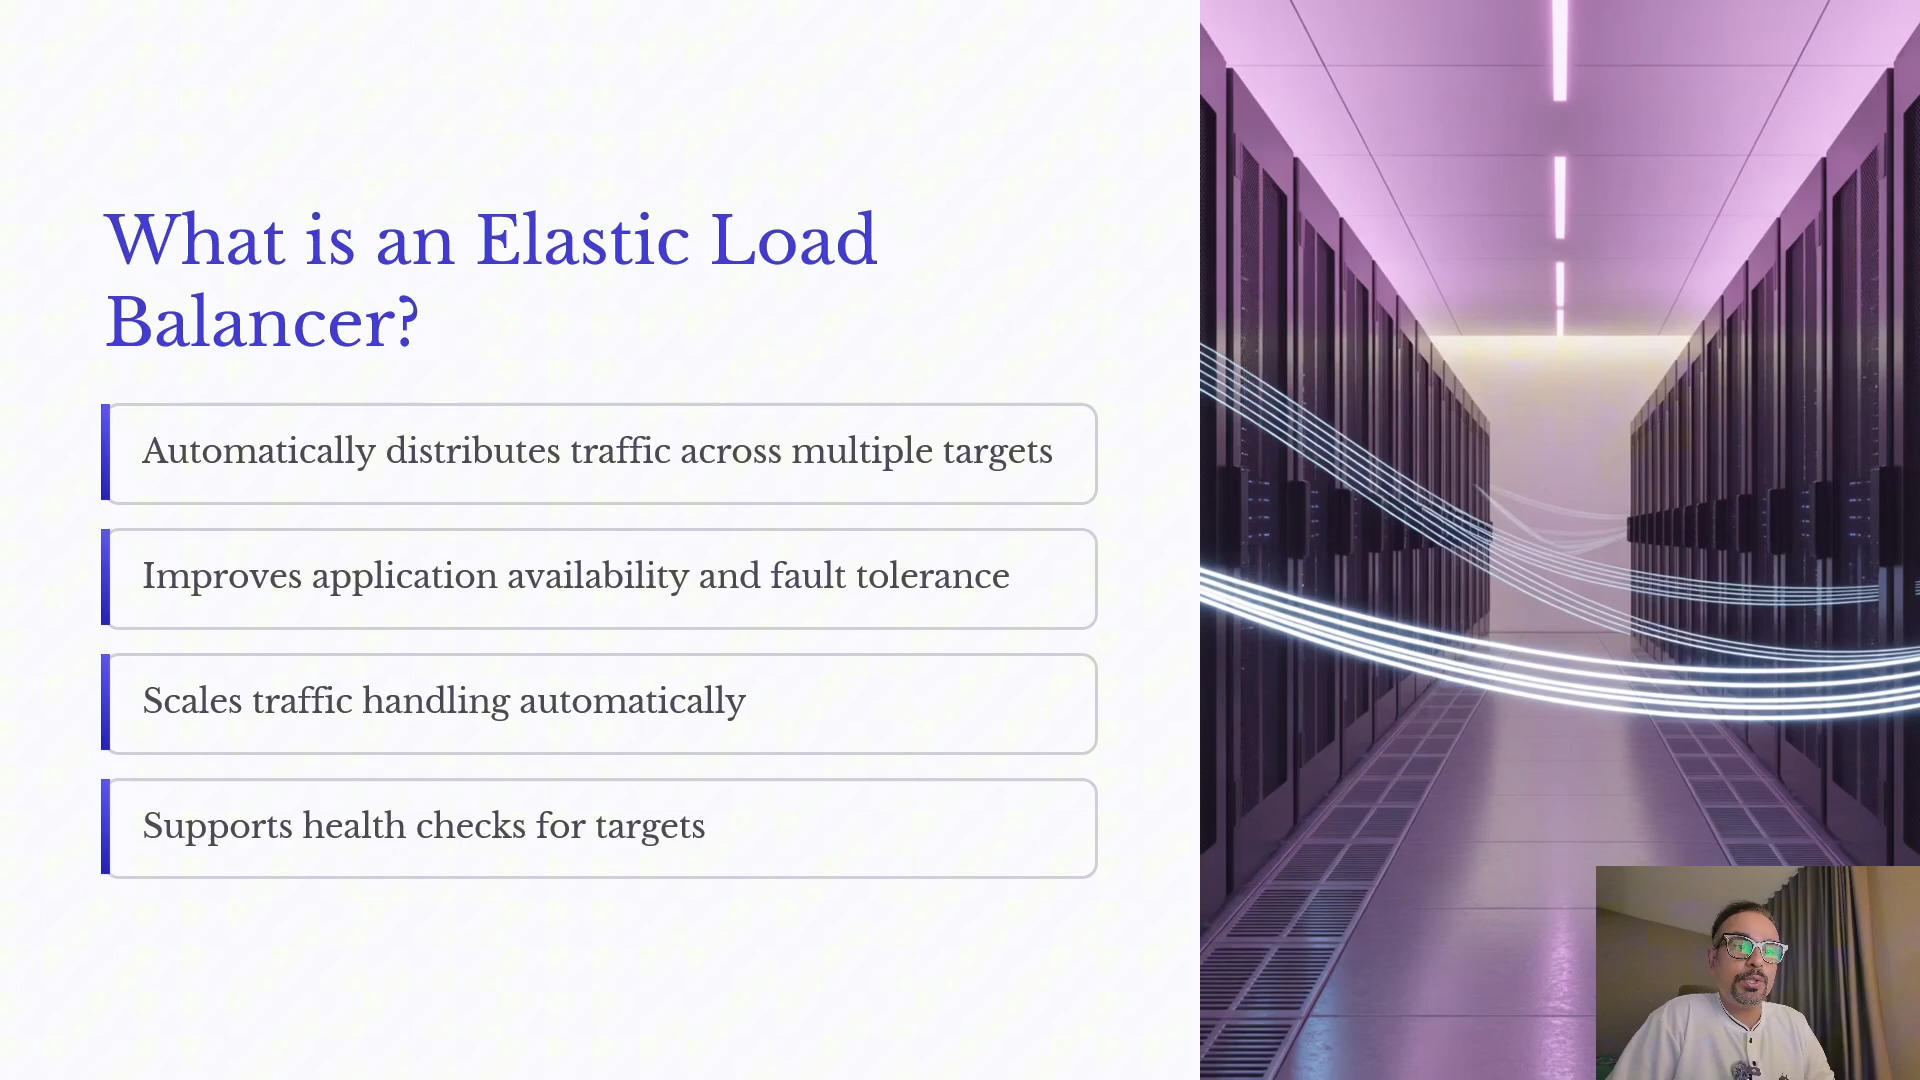 What is an Elastic Load
Balancer?
Automatically distributes traffic across multiple targets
Improves application availability and fault tolerance
Scales traffic handling automatically
Supports health checks for targets